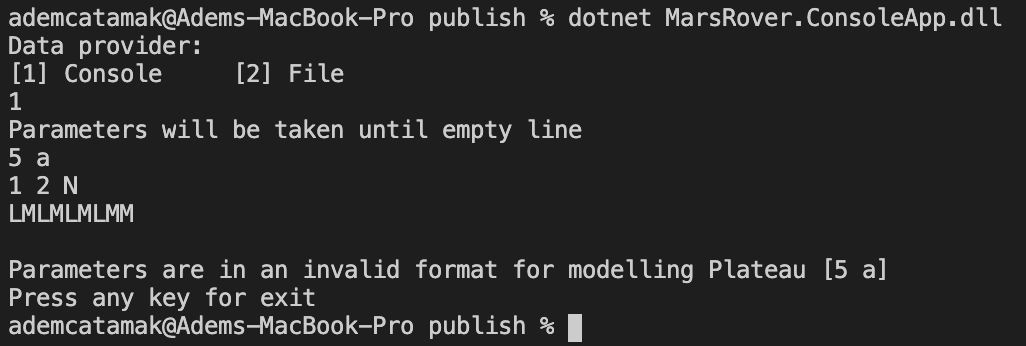 ademcatamak@Adems-MacBook-Pro publish % dotnet MarsRover.ConsoleApp.dll
Data provider:
[1] Console     [2] File
1
Parameters will be taken until empty line
5 a
1 2 N
LMLMLMLMM
Parameters are in an invalid format for modelling Plateau [5 a]
Press any key for exit
ademcatamak@Adems-MacBook-Pro publish %